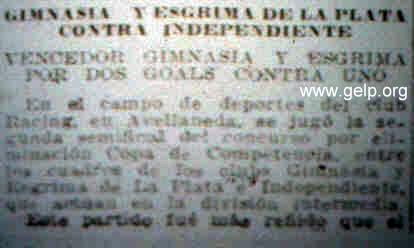 GIMNASIA Y ESGRIMA DE LA PLATA
CONTRA INDEPENDIENTE
VENCEDOR GIMNASIA Y ESGRIMA
POR DOS GOALS CONTRA UNO
www.gelp.org
En el campo de deportes del club
Racing, en Avellaneda, se jugó la se-
gunda semifinal del concurso por eli-
minación Copa de Competencia, entre
los cuadros de los clubs Gimnasia y
Esgrima de La Plata e Independiente,
que actuan en la división intermedia.
Este partido fué más reñido que el